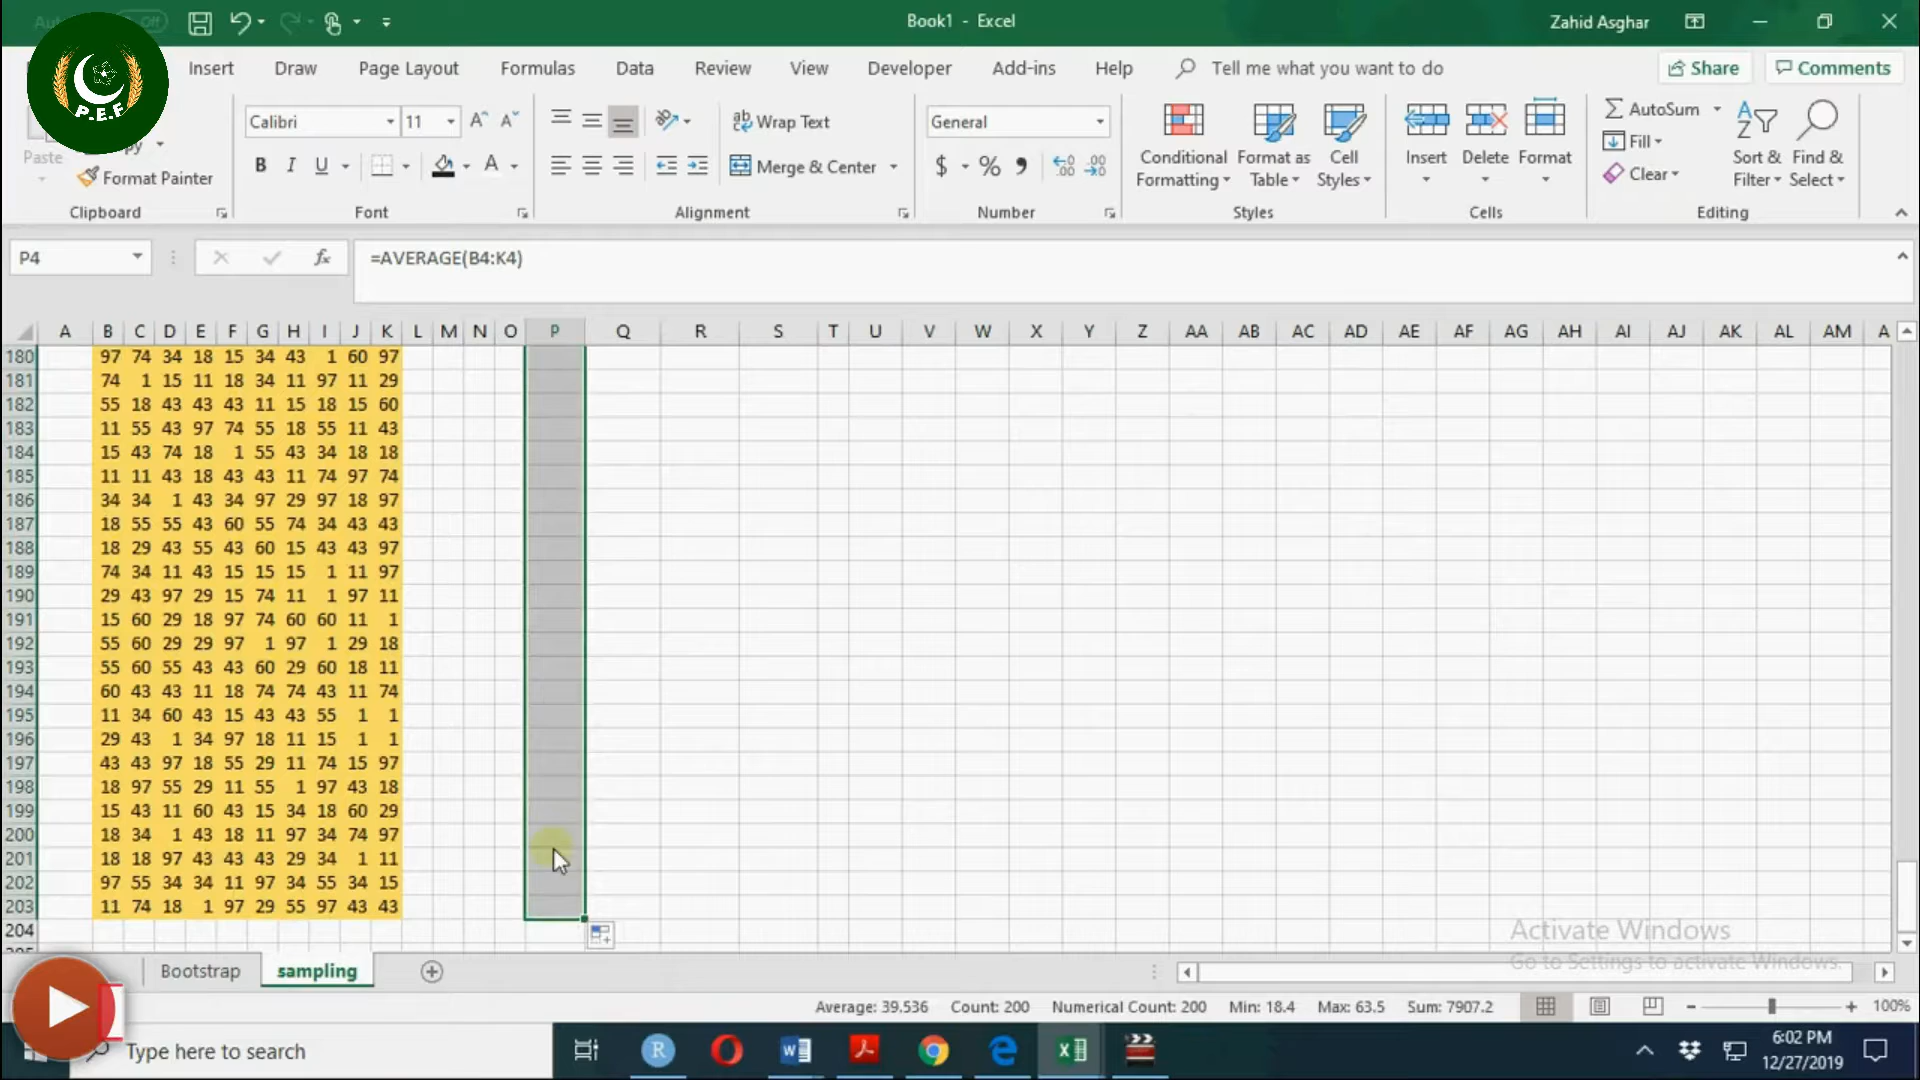 Off
Book1 - Excel
Zahid Asghar
P.E.F
Insert Draw Page Layout Formulas Data Review View Developer Add-ins Help Tell me what you want to do Share Comments
Paste
Format Painter
Clipboard
Calibri 11
B I U
Font
Wrap Text
Merge & Center
Alignment
General
$ % ,
Number
Conditional Formatting
Format as Table
Cell Styles
Styles
Insert Delete Format
Cells
AutoSum
Fill
Clear
Sort & Filter
Find & Select
Editing
P4 fx =AVERAGE(B4:K4)
A B C D E F G H I J K L M N O P Q R S T U V W X Y Z AA AB AC AD AE AF AG AH AI AJ AK AL AM A
180 97 74 34 18 15 34 43 1 60 97
181 74 1 15 11 18 34 11 97 11 29
182 55 18 43 43 43 11 15 18 15 60
183 11 55 43 97 74 55 18 55 11 43
184 15 43 74 18 1 55 43 34 18 18
185 11 11 43 18 43 43 11 74 97 74
186 34 34 1 43 34 97 29 97 18 97
187 18 55 55 43 60 55 74 34 43 43
188 18 29 43 55 43 60 15 43 43 97
189 74 34 11 43 15 15 15 1 11 97
190 29 43 97 29 15 74 11 1 97 11
191 15 60 29 18 97 74 60 60 11 1
192 55 60 29 29 97 1 97 1 29 18
193 55 60 55 43 43 60 29 60 18 11
194 60 43 43 11 18 74 74 43 11 74
195 11 34 60 43 15 43 43 55 1 1
196 29 43 1 34 97 18 11 15 1 1
197 43 43 97 18 55 29 11 74 15 97
198 18 97 55 29 11 55 1 97 43 18
199 15 43 11 60 43 15 34 18 60 29
200 18 34 1 43 18 11 97 34 74 97
201 18 18 97 43 43 43 29 34 1 11
202 97 55 34 34 11 97 34 55 34 15
203 11 74 18 1 97 29 55 97 43 43
204
Activate Windows
Go to Settings to activate Windows.
Bootstrap sampling
Average: 39.536 Count: 200 Numerical Count: 200 Min: 18.4 Max: 63.5 Sum: 7907.2 100%
Type here to search
6:02 PM
12/27/2019